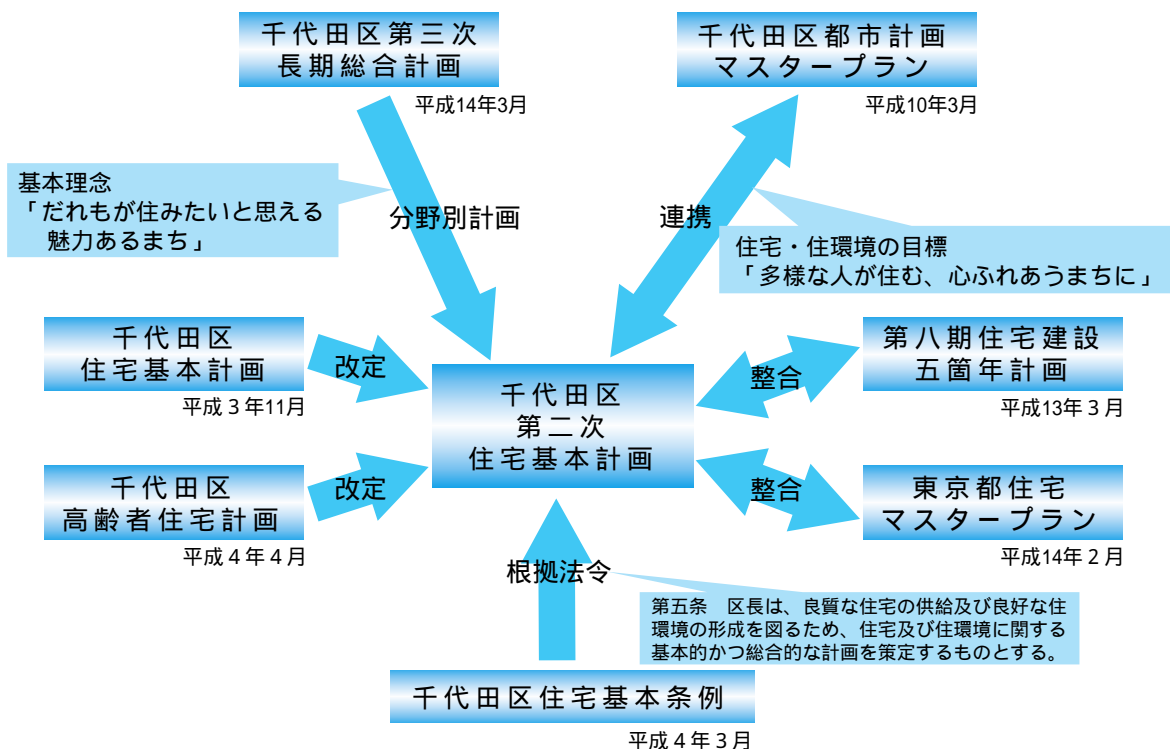 千代田区第三次
長期総合計画
平成14年3月
千代田区都市計画
マスタープラン
平成10年3月
基本理念
「だれもが住みたいと思える
魅力あるまち」
分野別計画
連携
住宅・住環境の目標
「多様な人が住む、心ふれあうまちに」
千代田区
住宅基本計画
平成３年11月
改定
千代田区
第二次
住宅基本計画
整合
第八期住宅建設
五箇年計画
平成13年３月
千代田区
高齢者住宅計画
平成４年４月
改定
整合
東京都住宅
マスタープラン
平成14年２月
根拠法令
第五条　区長は、良質な住宅の供給及び良好な住
環境の形成を図るため、住宅及び住環境に関する
基本的かつ総合的な計画を策定するものとする。
千代田区住宅基本条例
平成４年３月